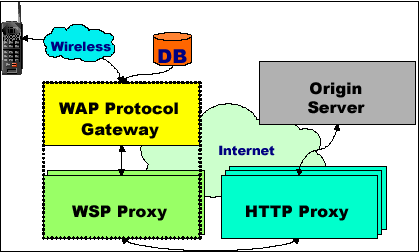 Wireless
DB
Origin
Server
WAP Protocol
Gateway
Internet
WSP Proxy
HTTP Proxy